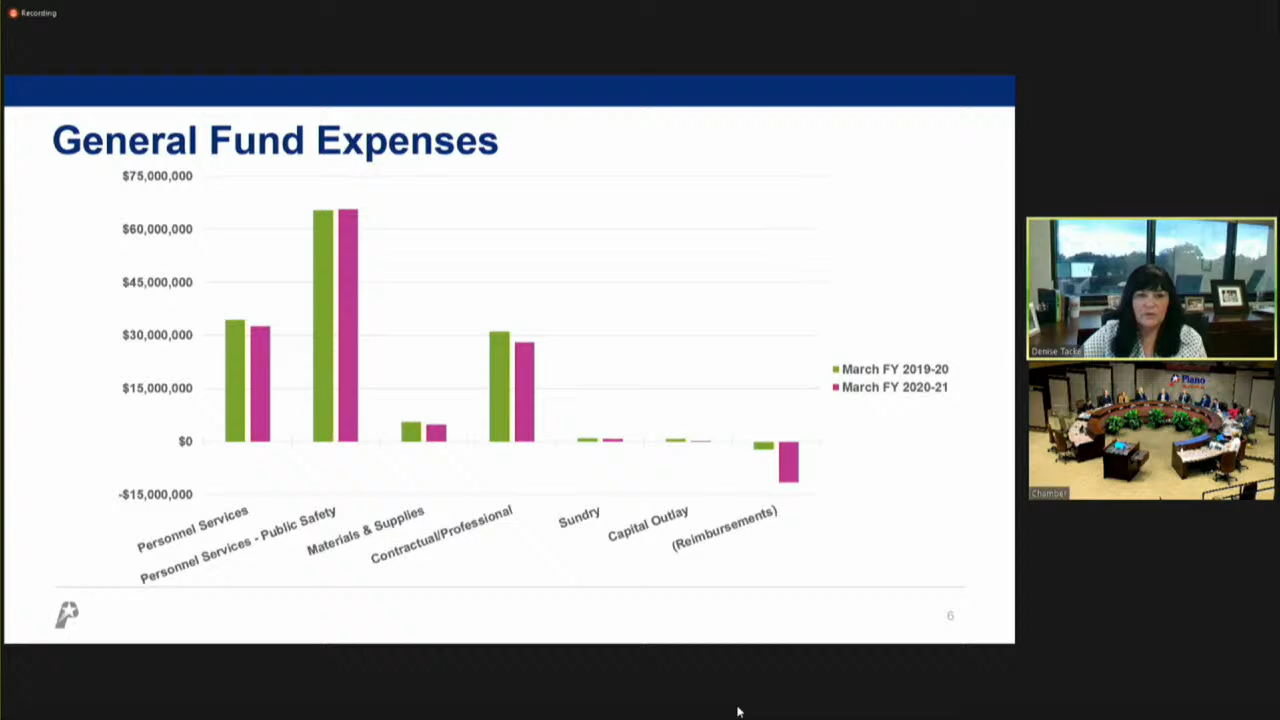 Recording
General Fund Expenses
$75,000,000
$60,000,000
$45,000,000
$30,000,000
$15,000,000
$0
-$15,000,000
Personnel Services
Personnel Services - Public Safety
Materials & Supplies
Contractual/Professional
Sundry
Capital Outlay
(Reimbursements)
March FY 2019-20
March FY 2020-21
6
Denise Tacke
Plano
Chamber